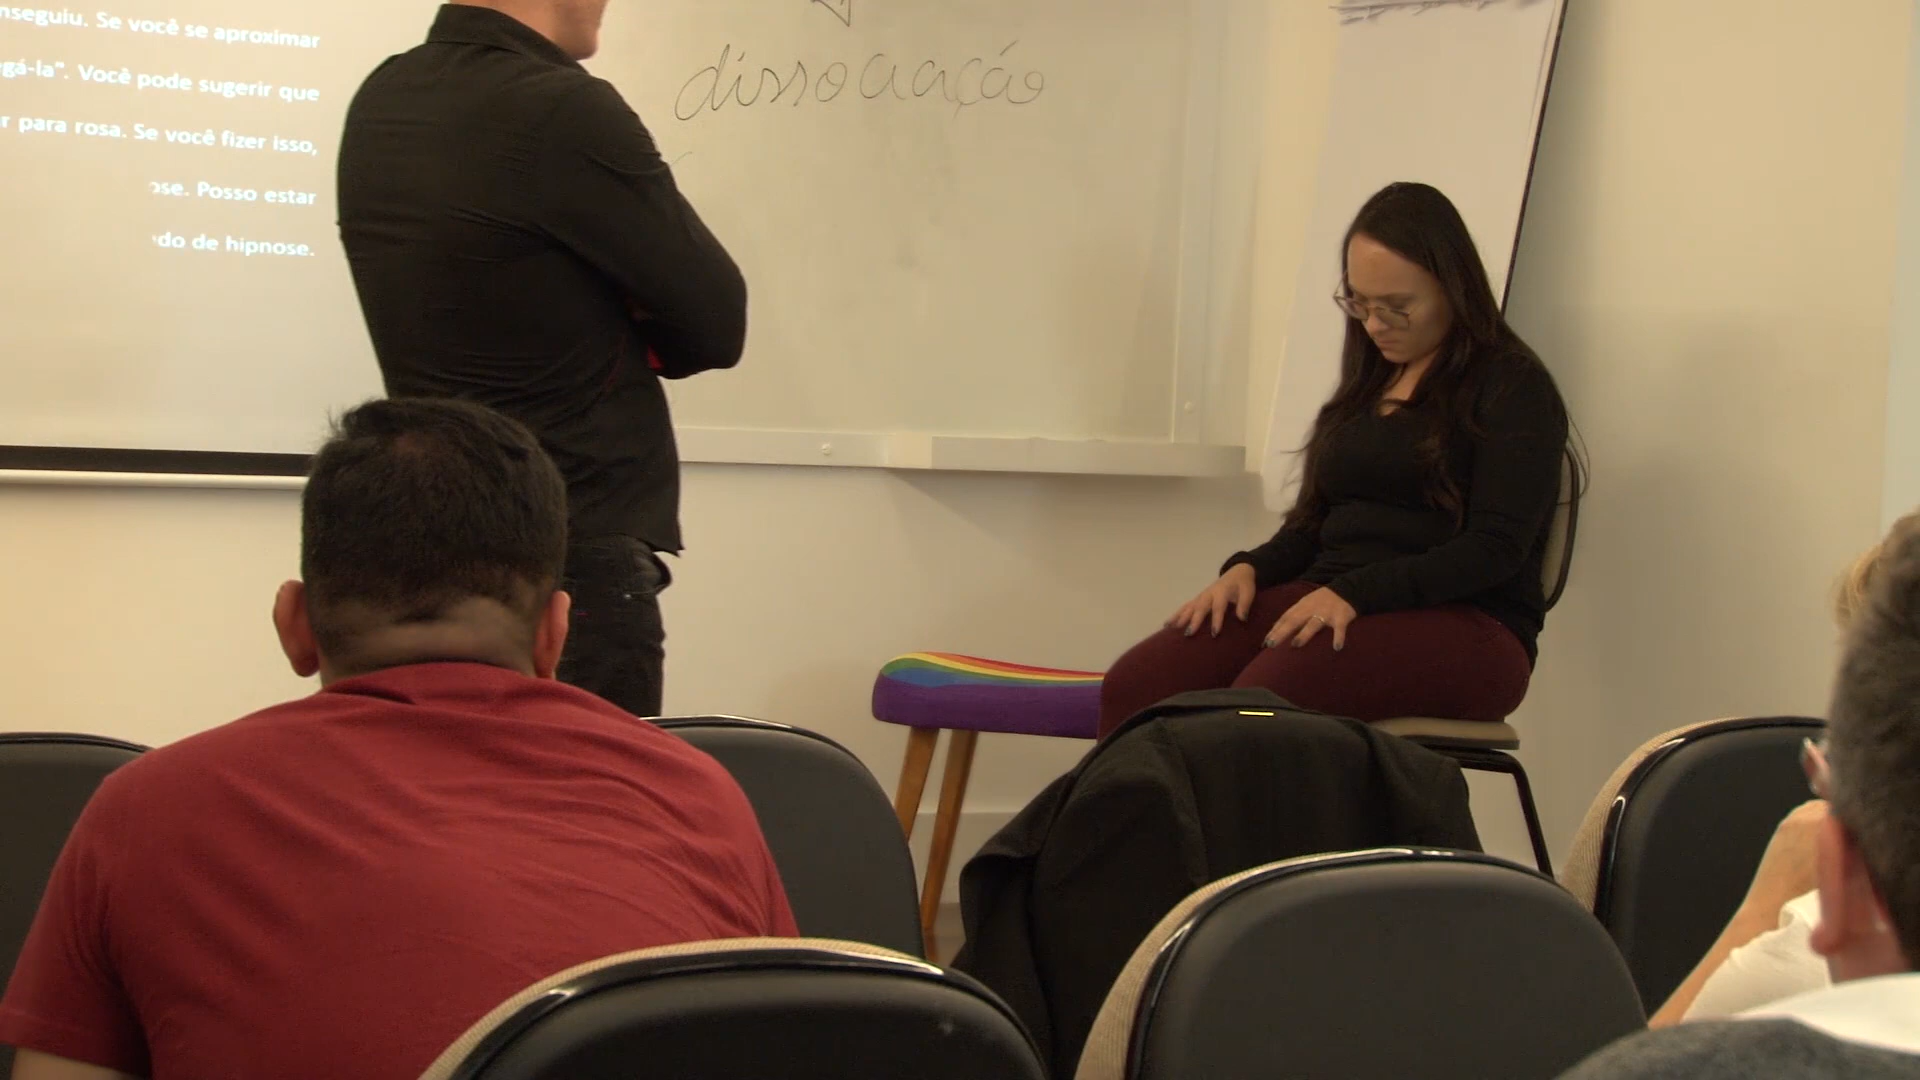 nseguiu. Se você se aproximar
gá-la". Você pode sugerir que
r para rosa. Se você fizer isso,
ose. Posso estar
do de hipnose.
dissociação